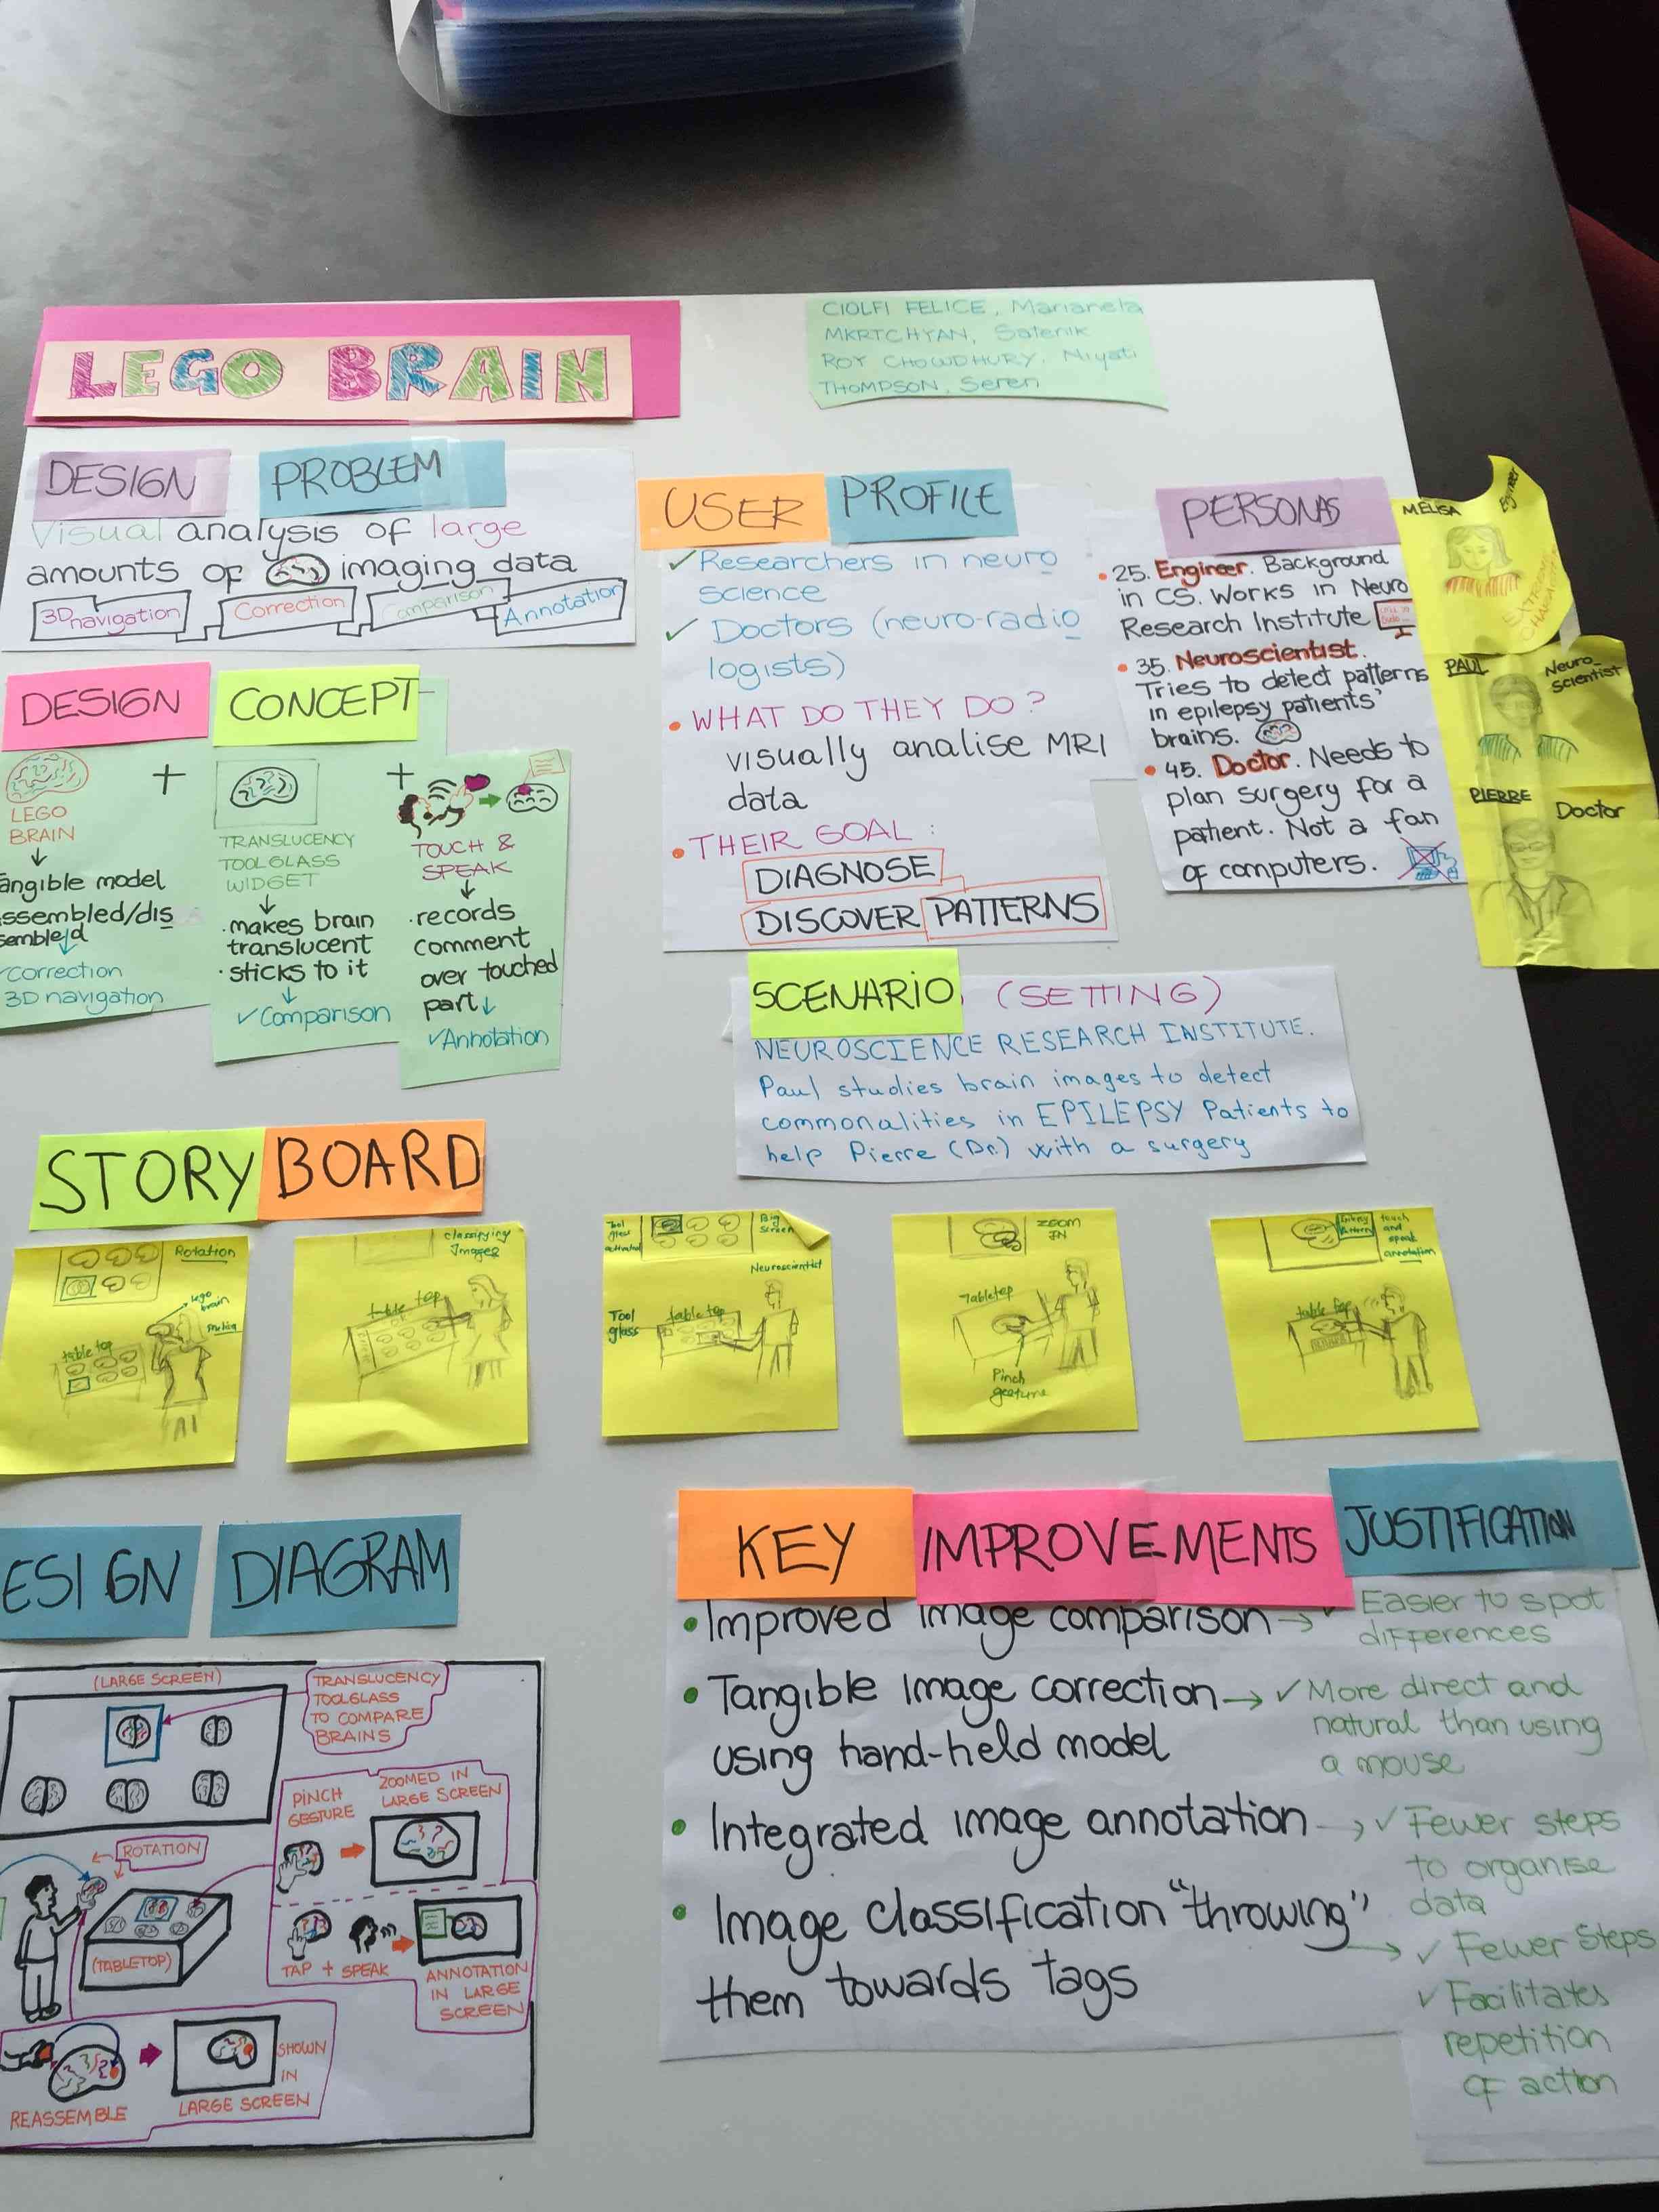 LEGO BRAIN
CIOLFI FELICE, Marianela
MKRTCHYAN, Satenik
ROY CHOWDHURY, Niyati
THOMPSON, Seren
DESIGN PROBLEM
Visual analysis of large
amounts of imaging data
3D navigation
Correction
Comparison
Annotation
DESIGN CONCEPT
+
+
LEGO
BRAIN
angible model
ssembled/dis
sembled
Correction
3D navigation
TRANSLUCENCY
TOOLGLASS
WIDGET
makes brain
translucent
sticks to it
Comparison
TOUCH &
SPEAK
records
comment
over touched
part
Annotation
USER PROFILE
Researchers in neuro
science
Doctors (neuro-radio
logists)
WHAT DO THEY DO?
visually analise MRI
data
THEIR GOAL:
DIAGNOSE
DISCOVER PATTERNS
PERSONAS
25. Engineer. Background
in CS. Works in Neuro
Research Institute
35. Neuroscientist.
Tries to detect patterns
in epilepsy patients'
brains.
45. Doctor. Needs to
plan surgery for a
patient. Not a fan
of computers.
MELISA
Engineer
PAUL
Neuro-
scientist
PIERRE
Doctor
SCENARIO (SETTING)
NEUROSCIENCE RESEARCH INSTITUTE.
Paul studies brain images to detect
commonalities in EPILEPSY Patients to
help Pierre (Dr.) with a surgery
STORY BOARD
Rotation
lego
brain
table top
classifying
Images
table top
Tool
glass
activated
Big
Screen
Neuroscientist
Tool
glass
table top
ZOOM
IN
Tabletop
Pinch
gesture
touch
and
speak
annotation
table top
ESIGN DIAGRAM
(LARGE SCREEN)
TRANSLUCENCY
TOOLGLASS
TO COMPARE
BRAINS
PINCH
GESTURE
ZOOMED IN
LARGE SCREEN
ROTATION
(TABLETOP)
TAP + SPEAK
ANNOTATION
IN LARGE
SCREEN
REASSEMBLE
SHOWN
IN
LARGE SCREEN
KEY IMPROVEMENTS JUSTIFICATION
Improved image comparison
Easier to spot
differences
Tangible image correction
using hand-held model
More direct and
natural than using
a mouse
Integrated image annotation
Fewer steps
to organise
data
Image classification "throwing"
them towards tags
Fewer Steps
Facilitates
repetition
of action